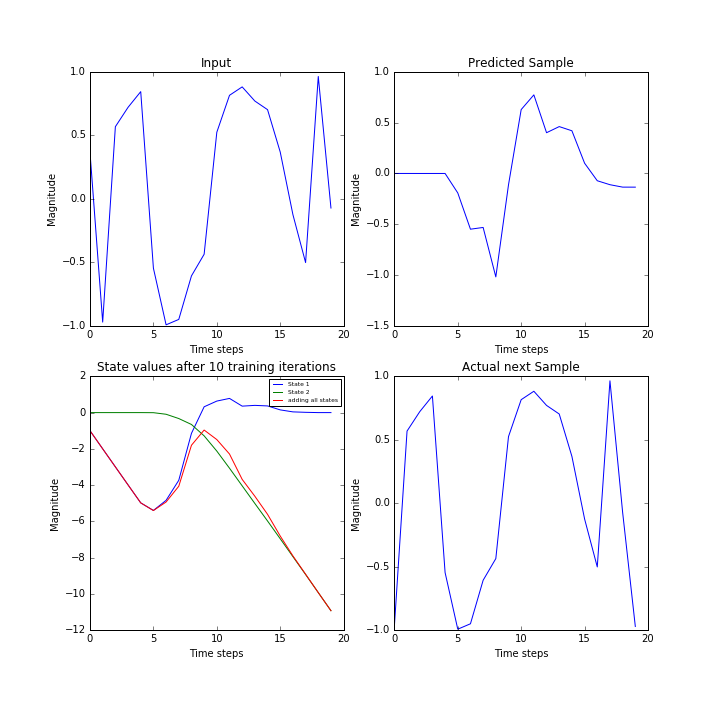 Input
1.0
0.5
0.0
−0.5
−1.0
Magnitude
0 5 10 15 20
Time steps
Predicted Sample
1.0
0.5
0.0
−0.5
−1.0
−1.5
Magnitude
0 5 10 15 20
Time steps
State values after 10 training iterations
2
0
−2
−4
−6
−8
−10
−12
Magnitude
State 1
State 2
adding all states
0 5 10 15 20
Time steps
Actual next Sample
1.0
0.5
0.0
−0.5
−1.0
Magnitude
0 5 10 15 20
Time steps